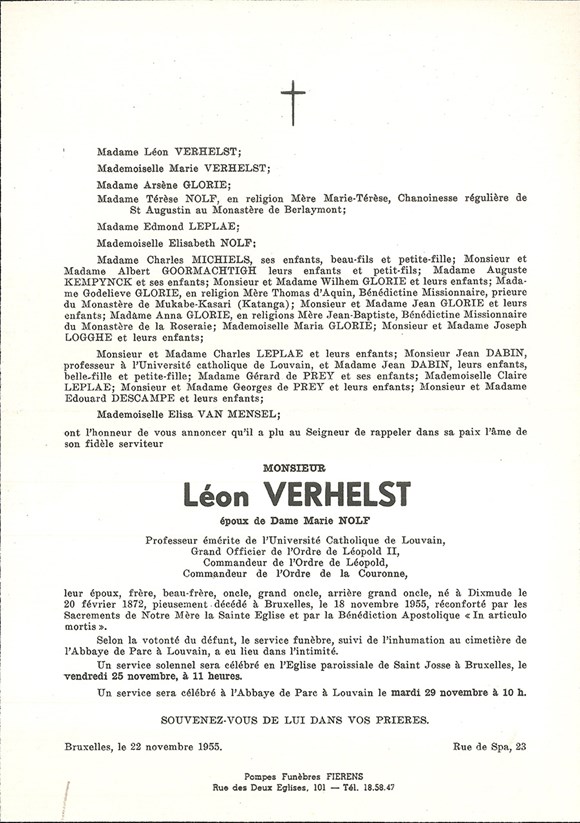 Madame Léon VERHELST;
Mademoiselle Marie VERHELST;
Madame Arsène GLORIE;
Madame Térèse NOLF, en religion Mère Marie-Térèse, Chanoinesse régulière de
St Augustin au Monastère de Berlaymont;
Madame Edmond LEPLAE;
Mademoiselle Elisabeth NOLF;
Madame Charles MICHIELS, ses enfants, beau-fils et petite-fille; Monsieur et
Madame Albert GOORMACHTIGH leurs enfants et petit-fils; Madame Auguste
KEMPYNCK et ses enfants; Monsieur et Madame Wilhem GLORIE et leurs enfants; Mada-
me Godelieve GLORIE, en religion Mère Thomas d'Aquin, Bénédictine Missionnaire, prieure
du Monastère de Mukabe-Kasari (Katanga); Monsieur et Madame Jean GLORIE et leurs
enfants; Madame Anna GLORIE, en religions Mère Jean-Baptiste, Bénédictine Missionnaire
du Monastère de la Roseraie; Mademoiselle Maria GLORIE; Monsieur et Madame Joseph
LOGGHE et leurs enfants;
Monsieur et Madame Charles LEPLAE et leurs enfants; Monsieur Jean DABIN,
professeur à l'Université catholique de Louvain, et Madame Jean DABIN, leurs enfants,
belle-fille et petite-fille; Madame Gérard de PREY et ses enfants; Mademoiselle Claire
LEPLAE; Monsieur et Madame Georges de PREY et leurs enfants; Monsieur et Madame
Edouard DESCAMPE et leurs enfants;
Mademoiselle Elisa VAN MENSEL;
ont l'honneur de vous annoncer qu'il a plu au Seigneur de rappeler dans sa paix l'âme de
son fidèle serviteur
MONSIEUR
Léon VERHELST
époux de Dame Marie NOLF
Professeur émérite de l'Université Catholique de Louvain,
Grand Officier de l'Ordre de Léopold II,
Commandeur de l'Ordre de Léopold,
Commandeur de l'Ordre de la Couronne,
leur époux, frère, beau-frère, oncle, grand oncle, arrière grand oncle, né à Dixmude le
20 février 1872, pieusement décédé à Bruxelles, le 18 novembre 1955, réconforté par les
Sacrements de Notre Mère la Sainte Eglise et par la Bénédiction Apostolique « In articulo
mortis ».
Selon la votonté du défunt, le service funèbre, suivi de l'inhumation au cimetière de
l'Abbaye de Parc à Louvain, a eu lieu dans l'intimité.
Un service solennel sera célébré en l'Eglise paroissiale de Saint Josse à Bruxelles, le
vendredi 25 novembre, à 11 heures.
Un service sera célébré à l'Abbaye de Parc à Louvain le mardi 29 novembre à 10 h.
SOUVENEZ-VOUS DE LUI DANS VOS PRIERES.
Bruxelles, le 22 novembre 1955. Rue de Spa, 23
Pompes Funèbres FIERENS
Rue des Deux Eglises, 101 — Tél. 18.58.47